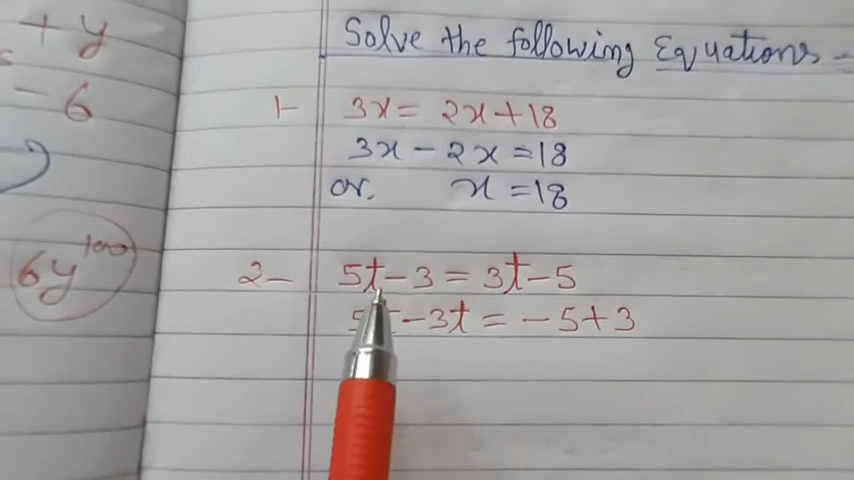 + y
- 6
6y¹⁰⁰
Solve the following Equations -
1- 3x = 2x + 18
3x - 2x = 18
or, x = 18
2- 5t - 3 = 3t - 5
- 3t = - 5 + 3